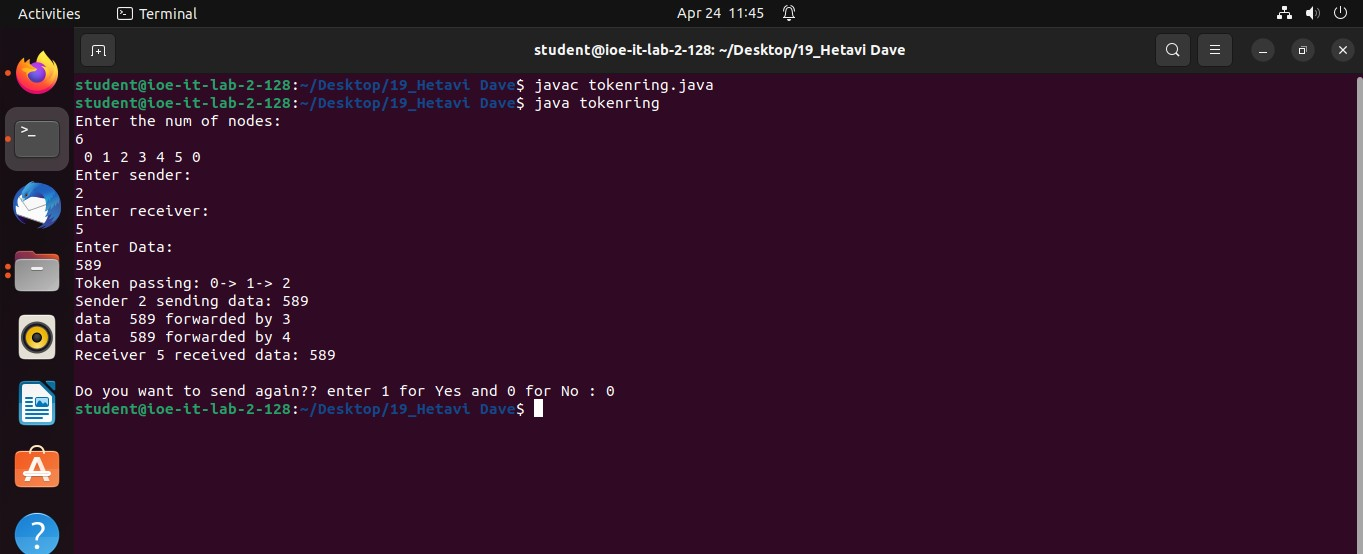 Activities Terminal Apr 24 11:45
student@ioe-it-lab-2-128: ~/Desktop/19_Hetavi Dave
student@ioe-it-lab-2-128:~/Desktop/19_Hetavi Dave$ javac tokenring.java
student@ioe-it-lab-2-128:~/Desktop/19_Hetavi Dave$ java tokenring
Enter the num of nodes:
6
 0 1 2 3 4 5 0
Enter sender:
2
Enter receiver:
5
Enter Data:
589
Token passing: 0-> 1-> 2
Sender 2 sending data: 589
data  589 forwarded by 3
data  589 forwarded by 4
Receiver 5 received data: 589
Do you want to send again?? enter 1 for Yes and 0 for No : 0
student@ioe-it-lab-2-128:~/Desktop/19_Hetavi Dave$